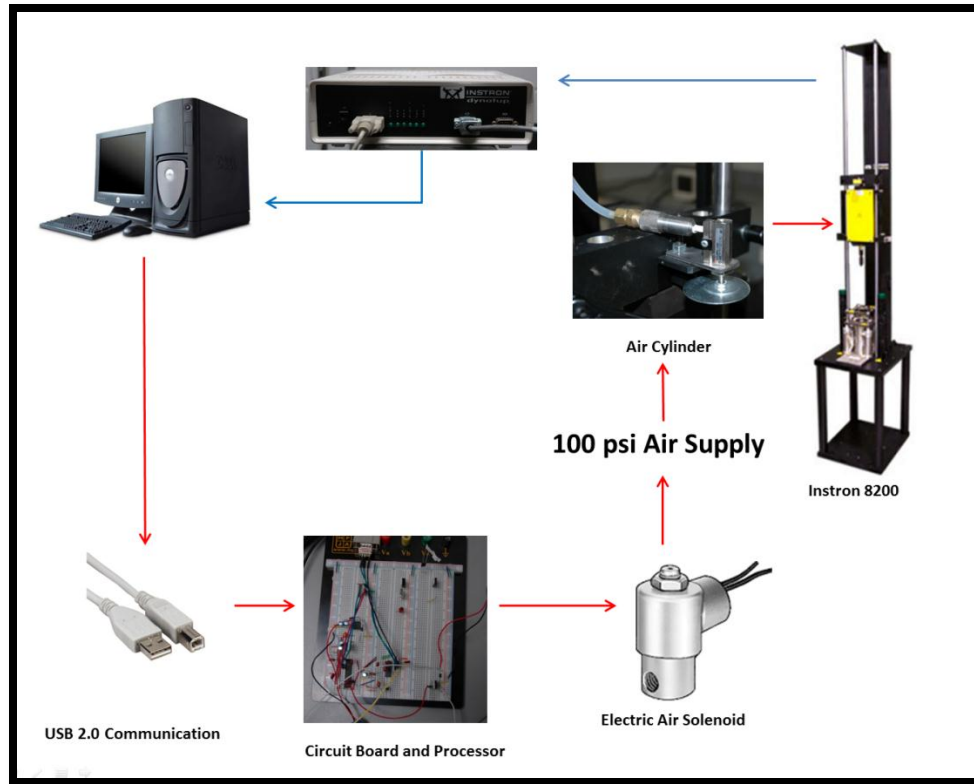 INSTRON
dynatup
Air Cylinder
100 psi Air Supply
Instron 8200
USB 2.0 Communication
Circuit Board and Processor
Electric Air Solenoid